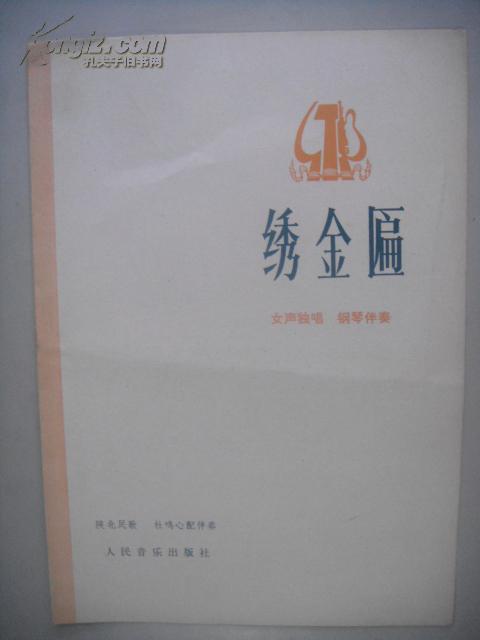 Kongfz.com
孔夫子旧书网
绣金匾
女声独唱 钢琴伴奏
陕北民歌 杜鸣心配伴奏
人民音乐出版社